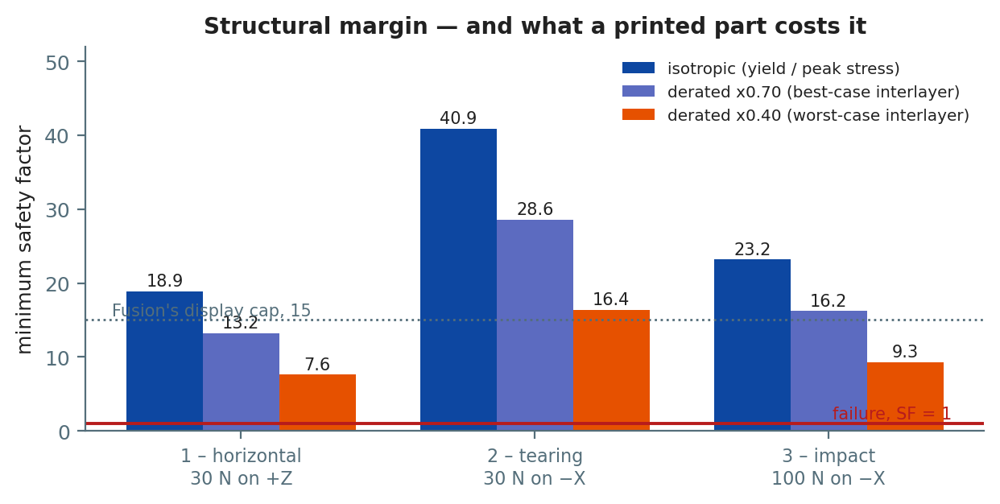 Structural margin — and what a printed part costs it
minimum safety factor
50
40
30
20
10
0
isotropic (yield / peak stress)
derated x0.70 (best-case interlayer)
derated x0.40 (worst-case interlayer)
40.9
28.6
23.2
18.9
16.4
16.2
Fusion's display cap, 15
13.2
7.6
9.3
failure, SF = 1
1 – horizontal
30 N on +Z
2 – tearing
30 N on −X
3 – impact
100 N on −X